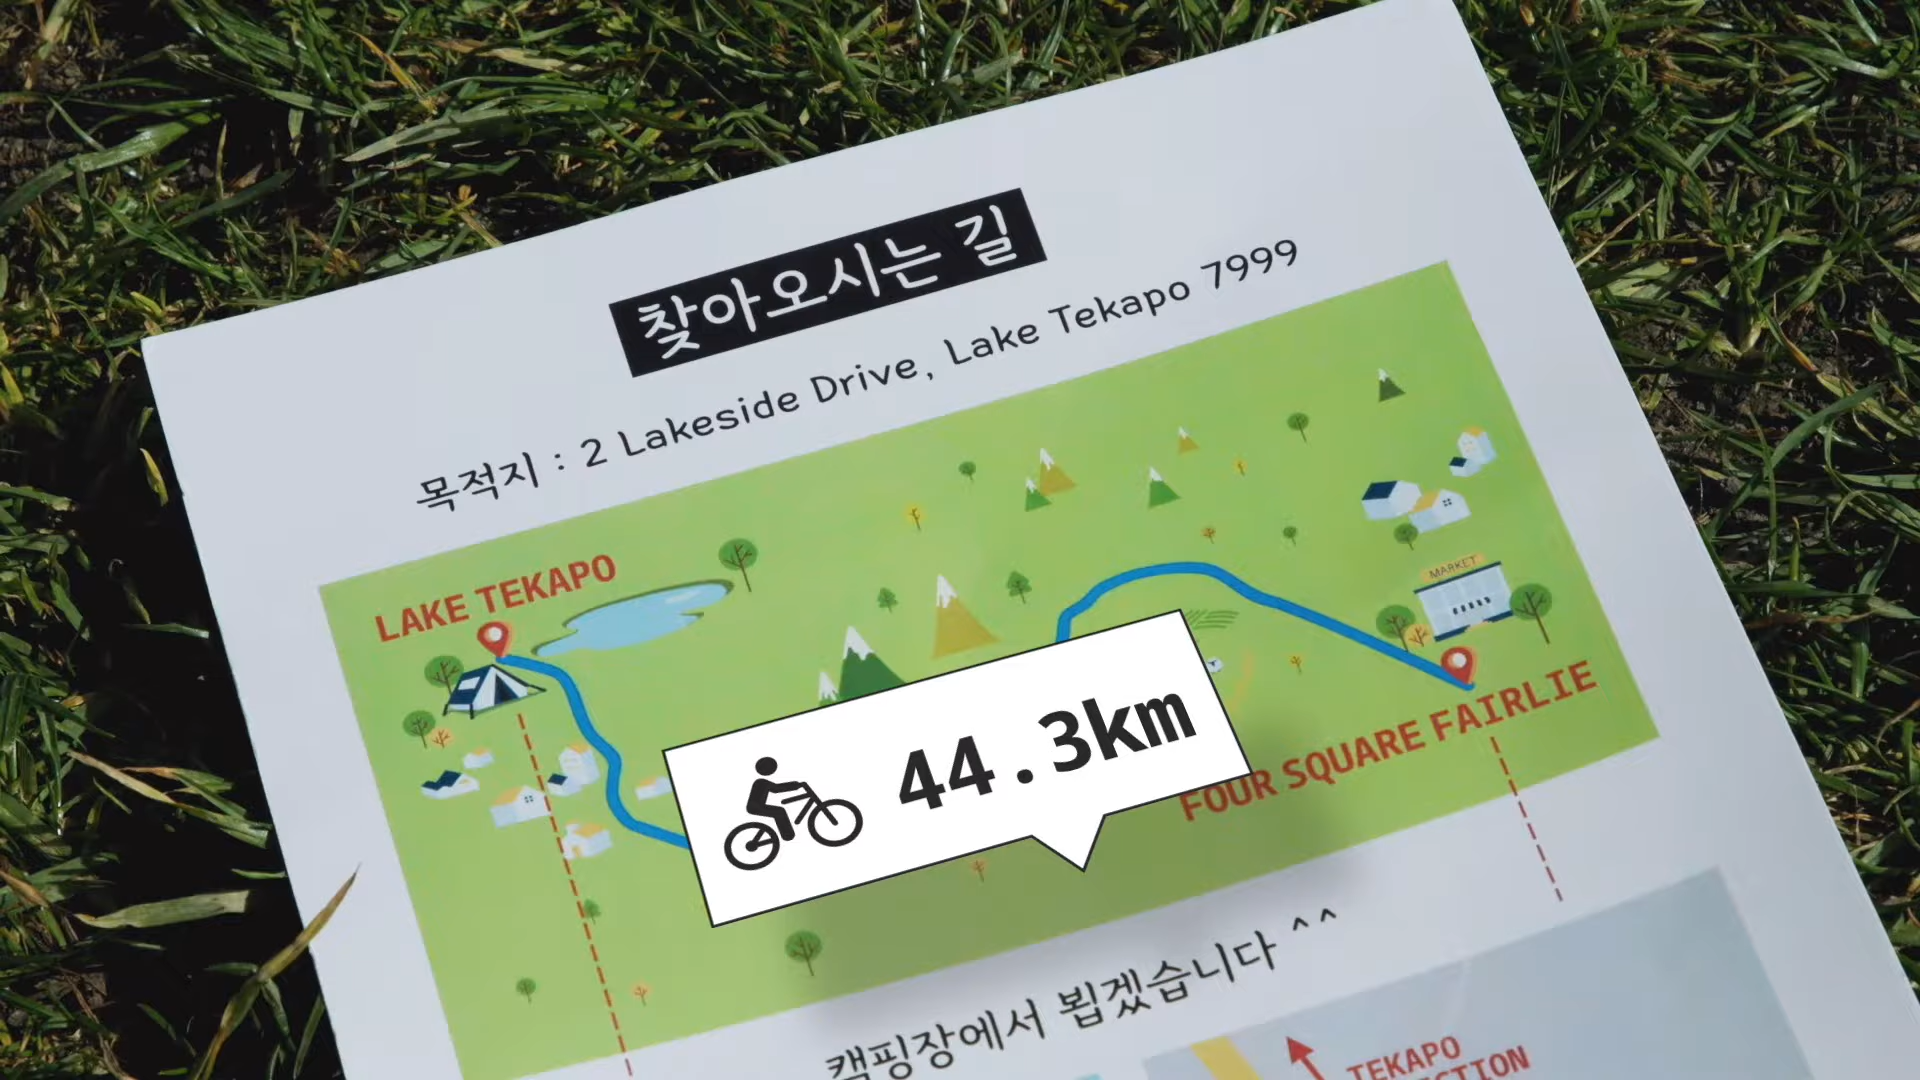 찾아오시는 길
목적지 : 2 Lakeside Drive, Lake Tekapo 7999
LAKE TEKAPO
MARKET
FOUR SQUARE FAIRLIE
44.3km
캠핑장에서 뵙겠습니다 ^^
TEKAPO